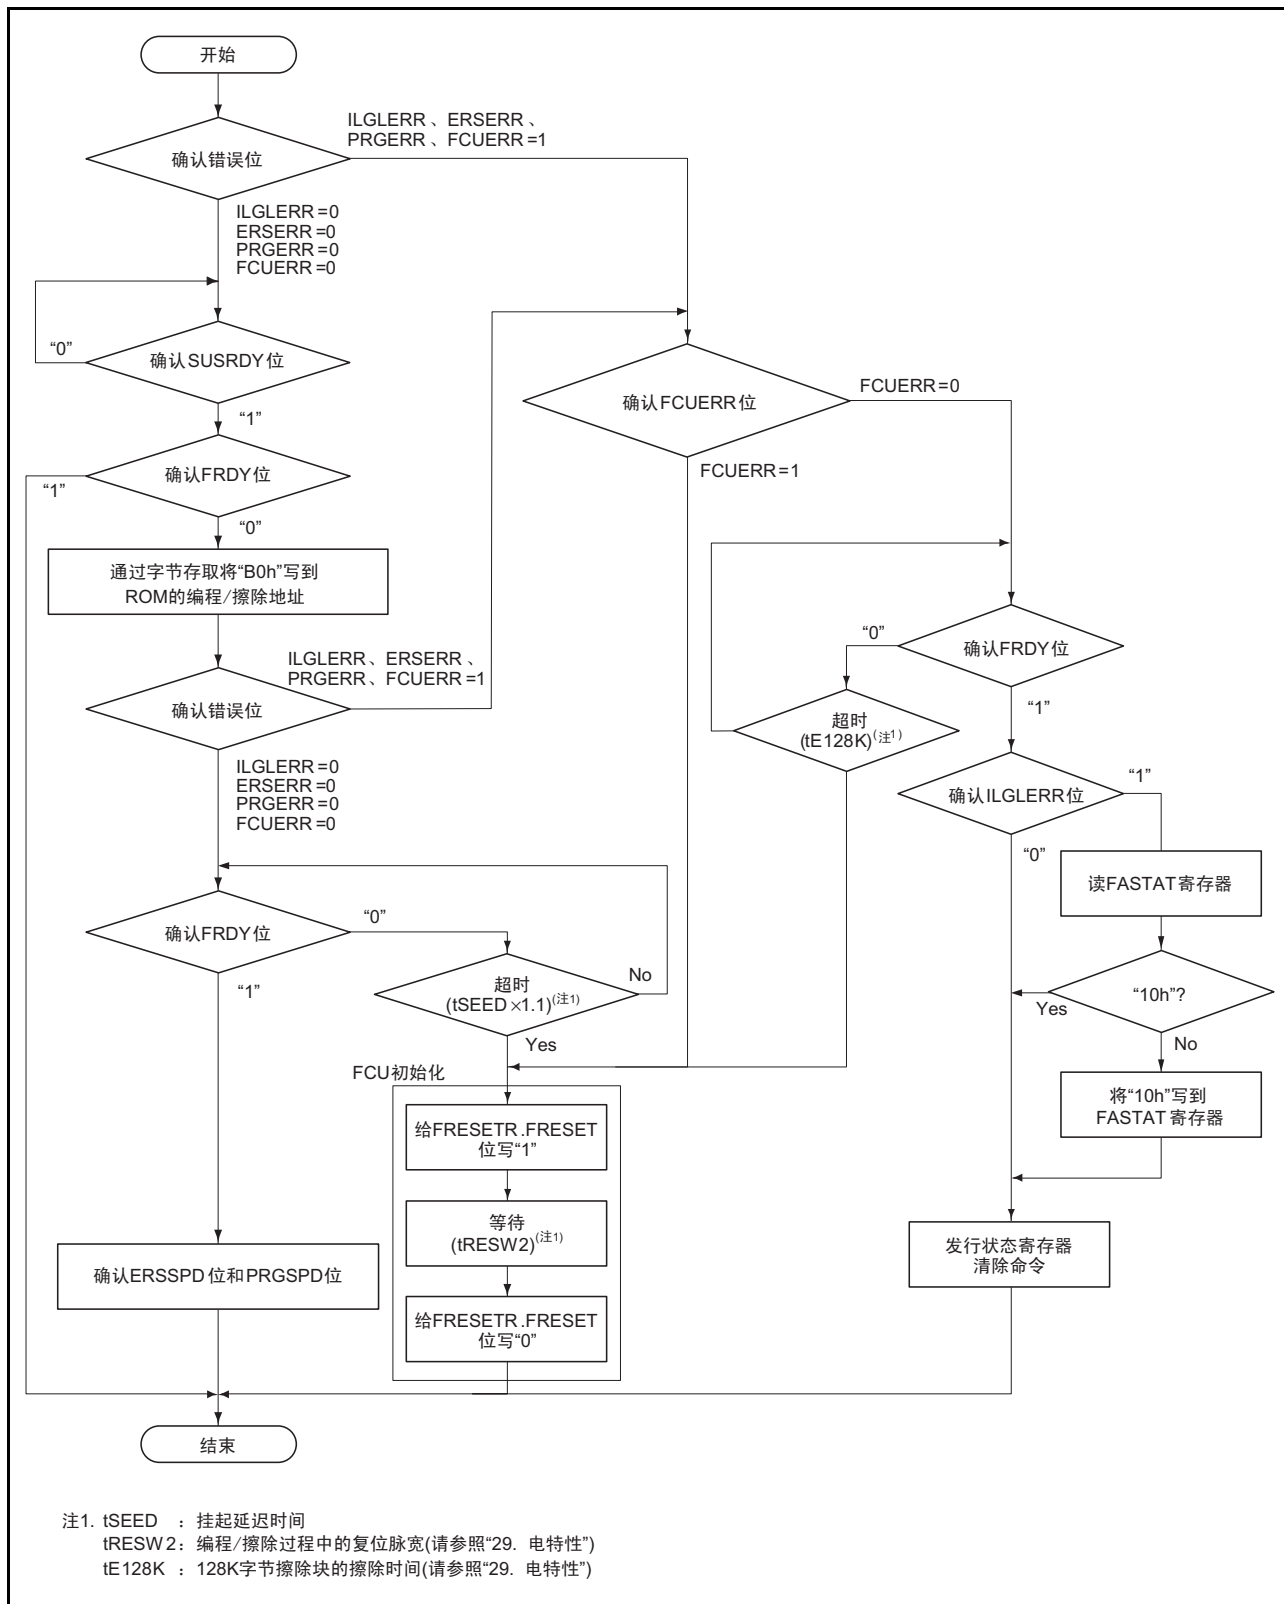 开始
ILGLERR、ERSERR、
PRGERR、FCUERR=1
确认错误位
ILGLERR=0
ERSERR=0
PRGERR=0
FCUERR=0
“0”
确认SUSRDY位
“1”
确认FCUERR位
FCUERR=0
FCUERR=1
确认FRDY位
“1”
“0”
通过字节存取将“B0h”写到
ROM的编程/擦除地址
ILGLERR、ERSERR、
PRGERR、FCUERR=1
确认错误位
“0”
确认FRDY位
“1”
超时
(tE128K)(注1)
ILGLERR=0
ERSERR=0
PRGERR=0
FCUERR=0
确认ILGLERR位
“1”
“0”
读FASTAT寄存器
确认FRDY位
“0”
“1”
超时
(tSEED×1.1)(注1)
No
Yes
“10h”?
Yes
No
将“10h”写到
FASTAT寄存器
FCU初始化
给FRESETR.FRESET
位写“1”
等待
(tRESW2)(注1)
给FRESETR.FRESET
位写“0”
确认ERSSPD位和PRGSPD位
发行状态寄存器
清除命令
结束
注1. tSEED ：挂起延迟时间
tRESW2：编程/擦除过程中的复位脉宽(请参照“29. 电特性”)
tE128K ：128K字节擦除块的擦除时间(请参照“29. 电特性”)